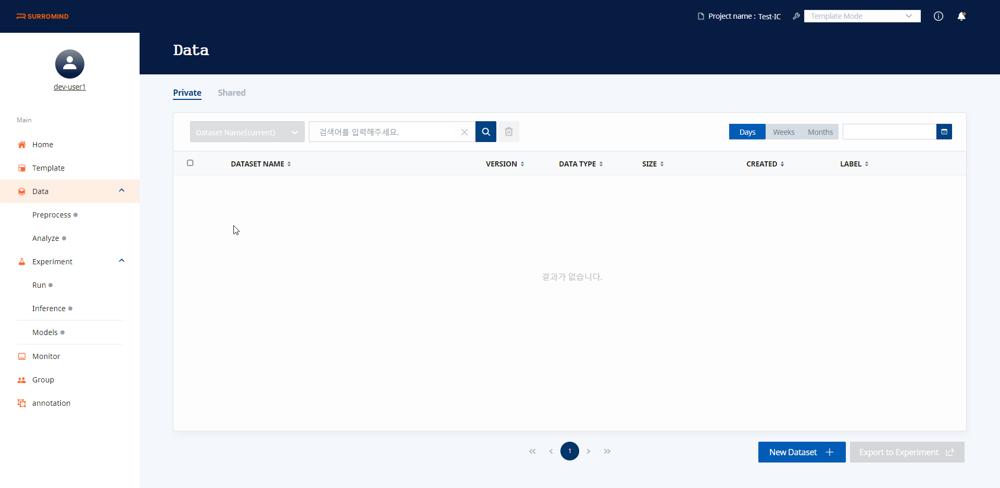 SURROMIND
Project name : Test-IC
Template Mode
dev-user1
Main
Home
Template
Data
Preprocess
Analyze
Experiment
Run
Inference
Models
Monitor
Group
annotation
Data
Private Shared
Dataset Name(current) 검색어를 입력해주세요. Days Weeks Months
DATASET NAME VERSION DATA TYPE SIZE CREATED LABEL
결과가 없습니다.
1
New Dataset Export to Experiment